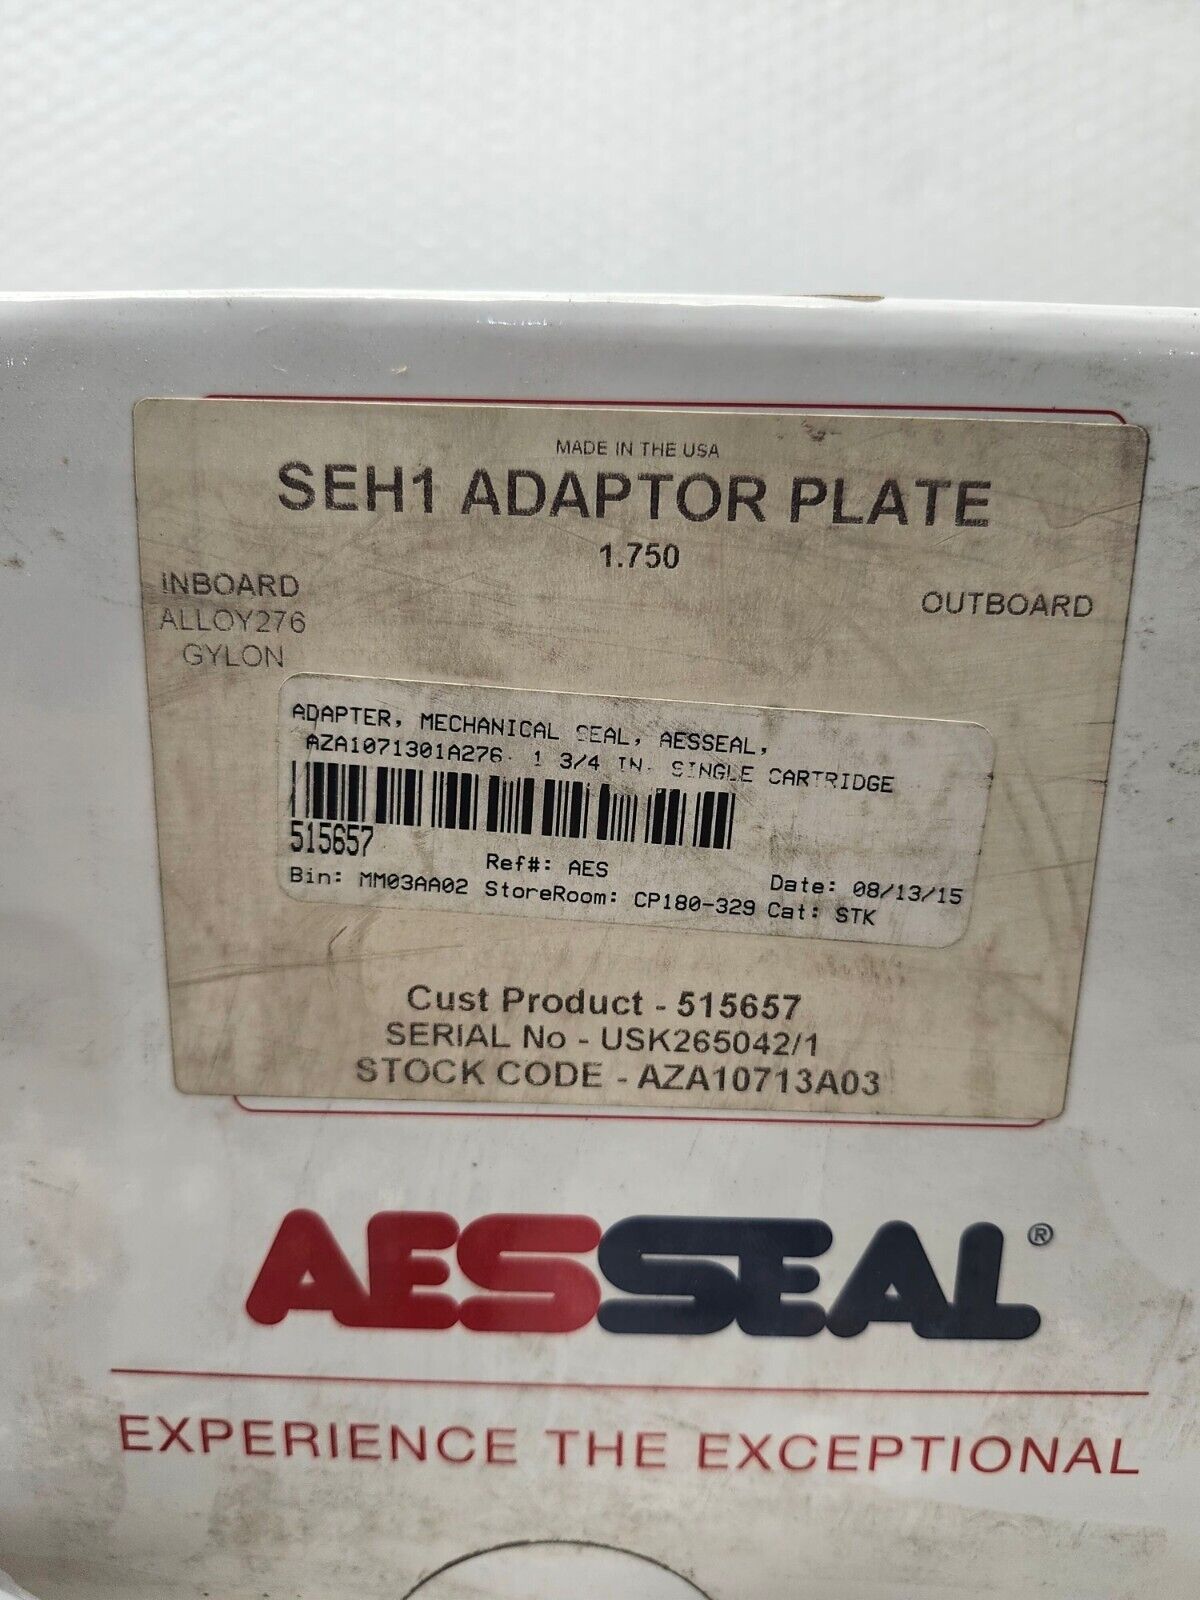 MADE IN THE USA
SEH1 ADAPTOR PLATE
1.750
INBOARD
ALLOY276
GYLON
OUTBOARD
ADAPTER, MECHANICAL SEAL, AESSEAL,
AZA1071301A276, 1 3/4 IN, SINGLE CARTRIDGE
515657
Ref#: AES
Date: 08/13/15
Bin: MM03AA02 StoreRoom: CP180-329 Cat: STK
Cust Product - 515657
SERIAL No - USK265042/1
STOCK CODE - AZA10713A03
AESSEAL®
EXPERIENCE THE EXCEPTIONAL